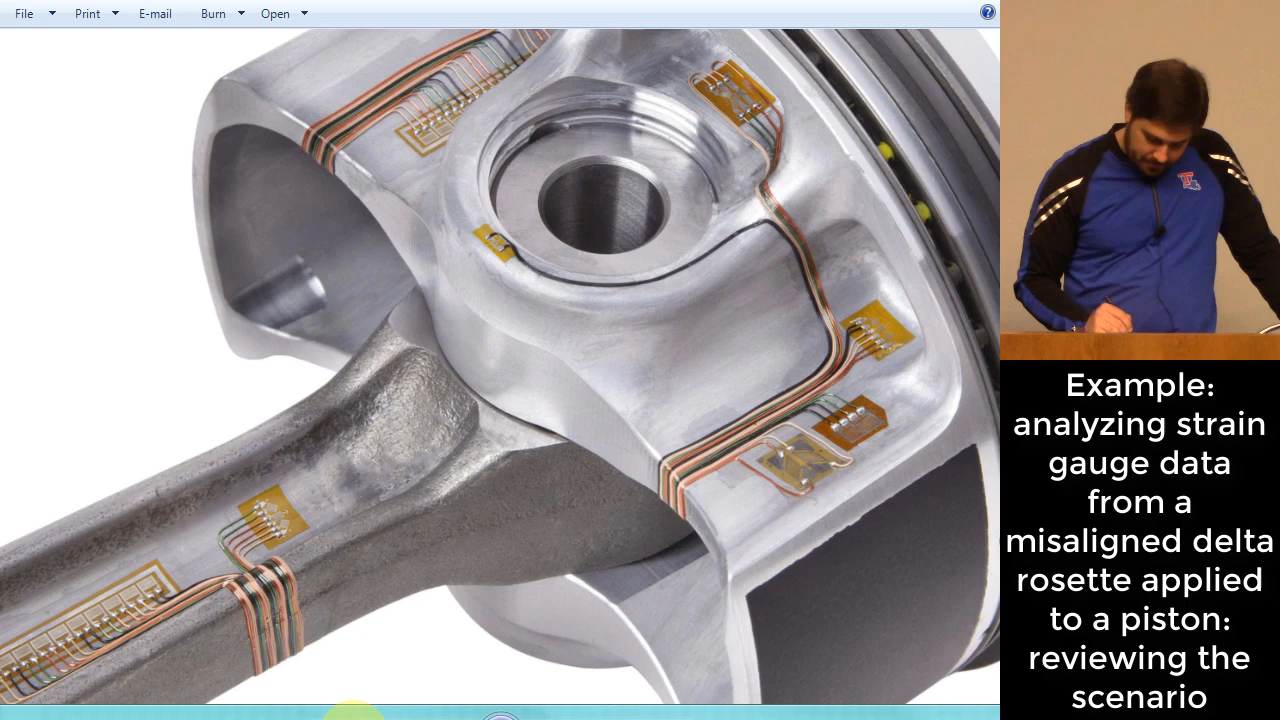 File
Print
E-mail
Burn
Open
Example:
analyzing strain
gauge data
from a
misaligned delta
rosette applied
to a piston:
reviewing the
scenario